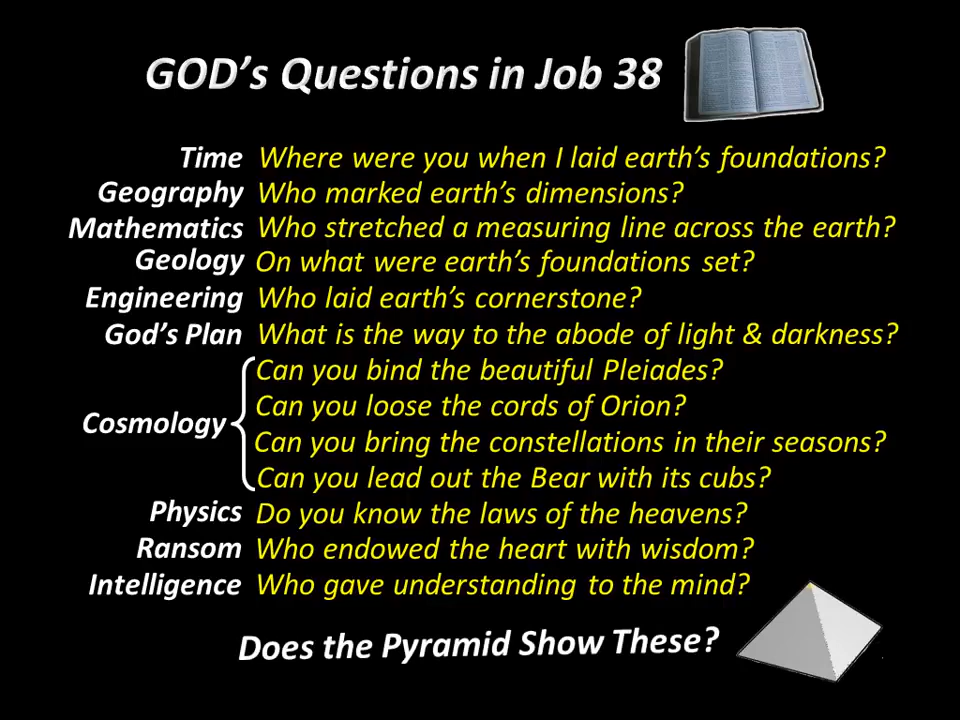 GOD’s Questions in Job 38
Time Where were you when I laid earth’s foundations?
Geography Who marked earth’s dimensions?
Mathematics Who stretched a measuring line across the earth?
Geology On what were earth’s foundations set?
Engineering Who laid earth’s cornerstone?
God’s Plan What is the way to the abode of light & darkness?
Can you bind the beautiful Pleiades?
Can you loose the cords of Orion?
Cosmology
Can you bring the constellations in their seasons?
Can you lead out the Bear with its cubs?
Physics Do you know the laws of the heavens?
Ransom Who endowed the heart with wisdom?
Intelligence Who gave understanding to the mind?
Does the Pyramid Show These?